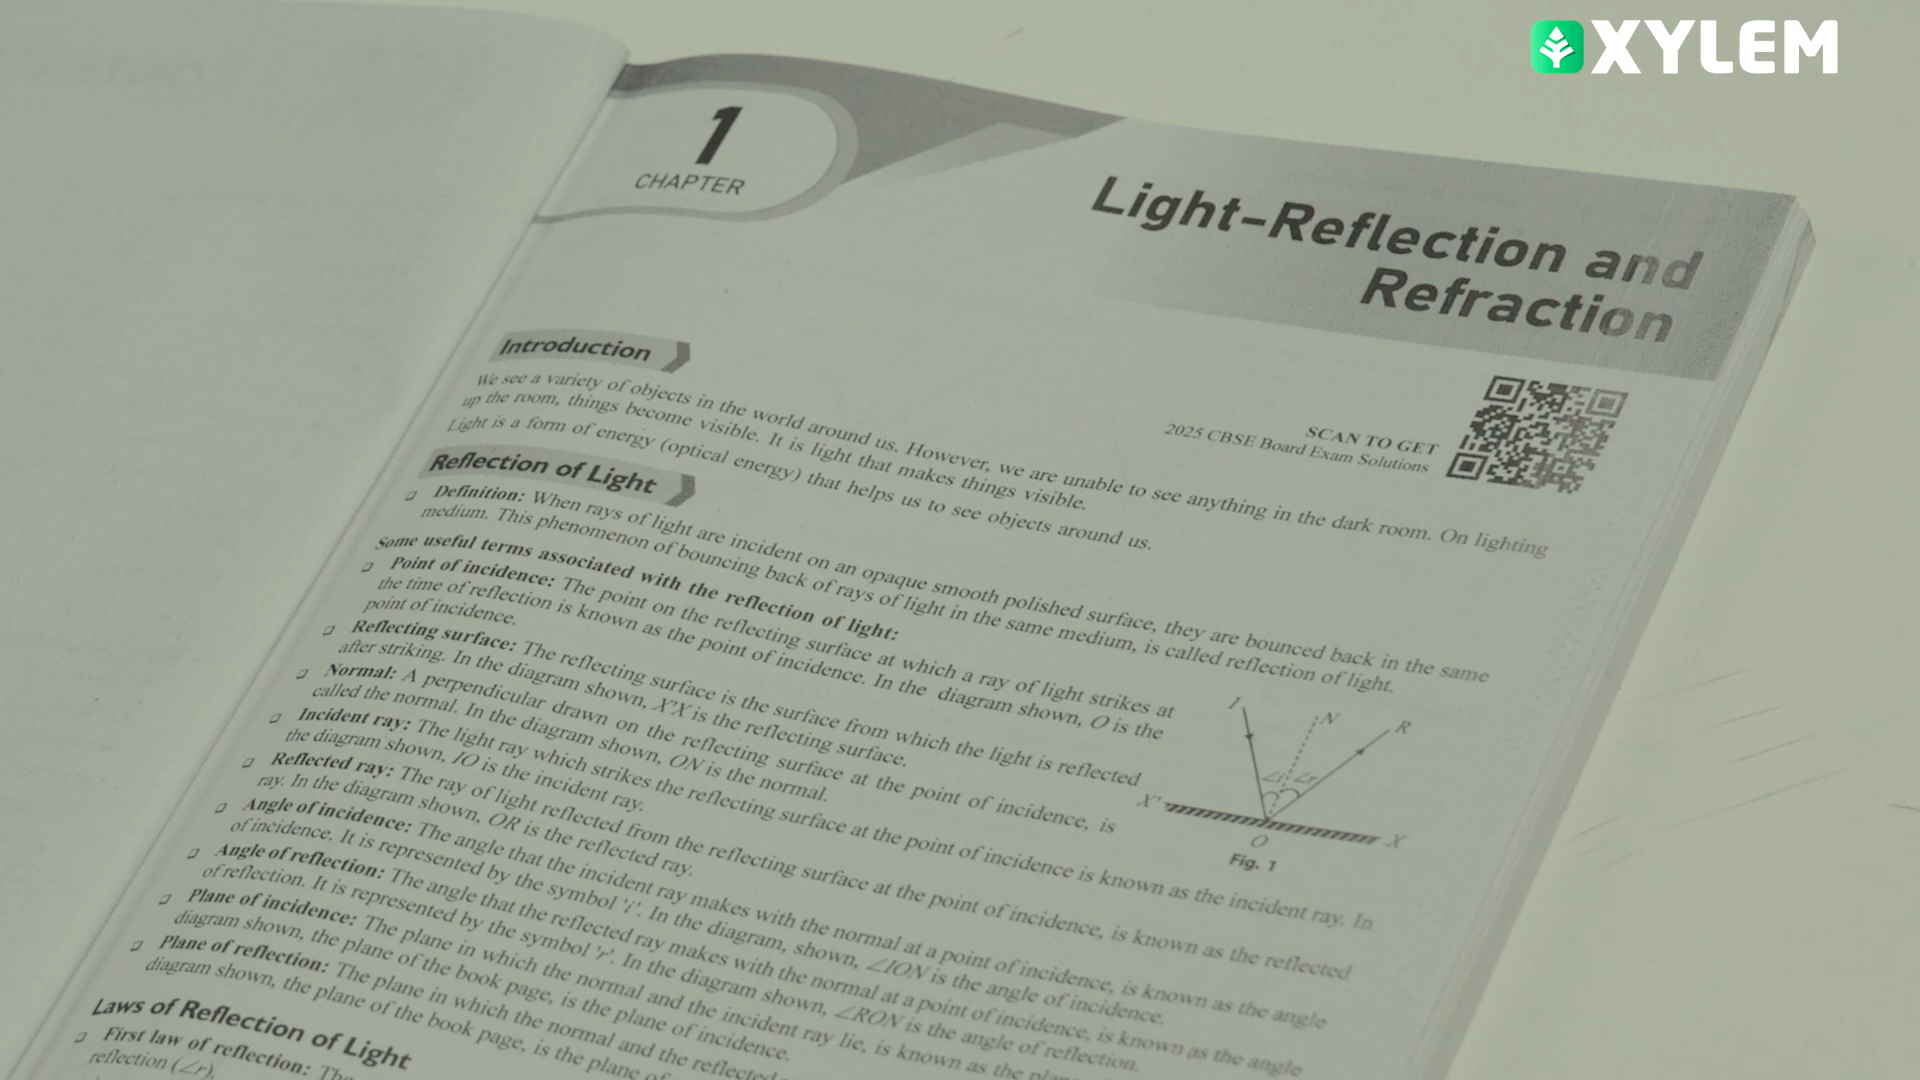 XYLEM
1
CHAPTER
Light-Reflection and
Refraction
SCAN TO GET
2025 CBSE Board Exam Solutions
Introduction
We see a variety of objects in the world around us. However, we are unable to see anything in the dark room. On lighting
up the room, things become visible. It is light that makes things visible.
Light is a form of energy (optical energy) that helps us to see objects around us.
Reflection of Light
Definition: When rays of light are incident on an opaque smooth polished surface, they are bounced back in the same
medium. This phenomenon of bouncing back of rays of light in the same medium, is called reflection of light.
Some useful terms associated with the reflection of light:
Point of incidence: The point on the reflecting surface at which a ray of light strikes at
the time of reflection is known as the point of incidence. In the diagram shown, O is the
point of incidence.
Reflecting surface: The reflecting surface is the surface from which the light is reflected
after striking. In the diagram shown, X'X is the reflecting surface.
Normal: A perpendicular drawn on the reflecting surface at the point of incidence, is
called the normal. In the diagram shown, ON is the normal.
Incident ray: The light ray which strikes the reflecting surface at the point of incidence is known as the incident ray. In
the diagram shown, IO is the incident ray.
Reflected ray: The ray of light reflected from the reflecting surface at the point of incidence, is known as the reflected
ray. In the diagram shown, OR is the reflected ray.
Angle of incidence: The angle that the incident ray makes with the normal at a point of incidence, is known as the angle
of incidence. It is represented by the symbol 'i'. In the diagram, shown, ∠ION is the angle of incidence.
Angle of reflection: The angle that the reflected ray makes with the normal at a point of incidence, is known as the angle
of reflection. It is represented by the symbol 'r'. In the diagram shown, ∠RON is the angle of reflection.
Plane of incidence: The plane in which the normal and the incident ray lie, is known as the
diagram shown, the plane of the book page, is the plane of incidence.
Plane of reflection: The plane in which the normal and the reflected
diagram shown, the plane of the book page, is the plane of
Laws of Reflection of Light
First law of reflection: The
reflection (∠r).
I
N
R
∠i
∠r
X'
O
X
Fig. 1